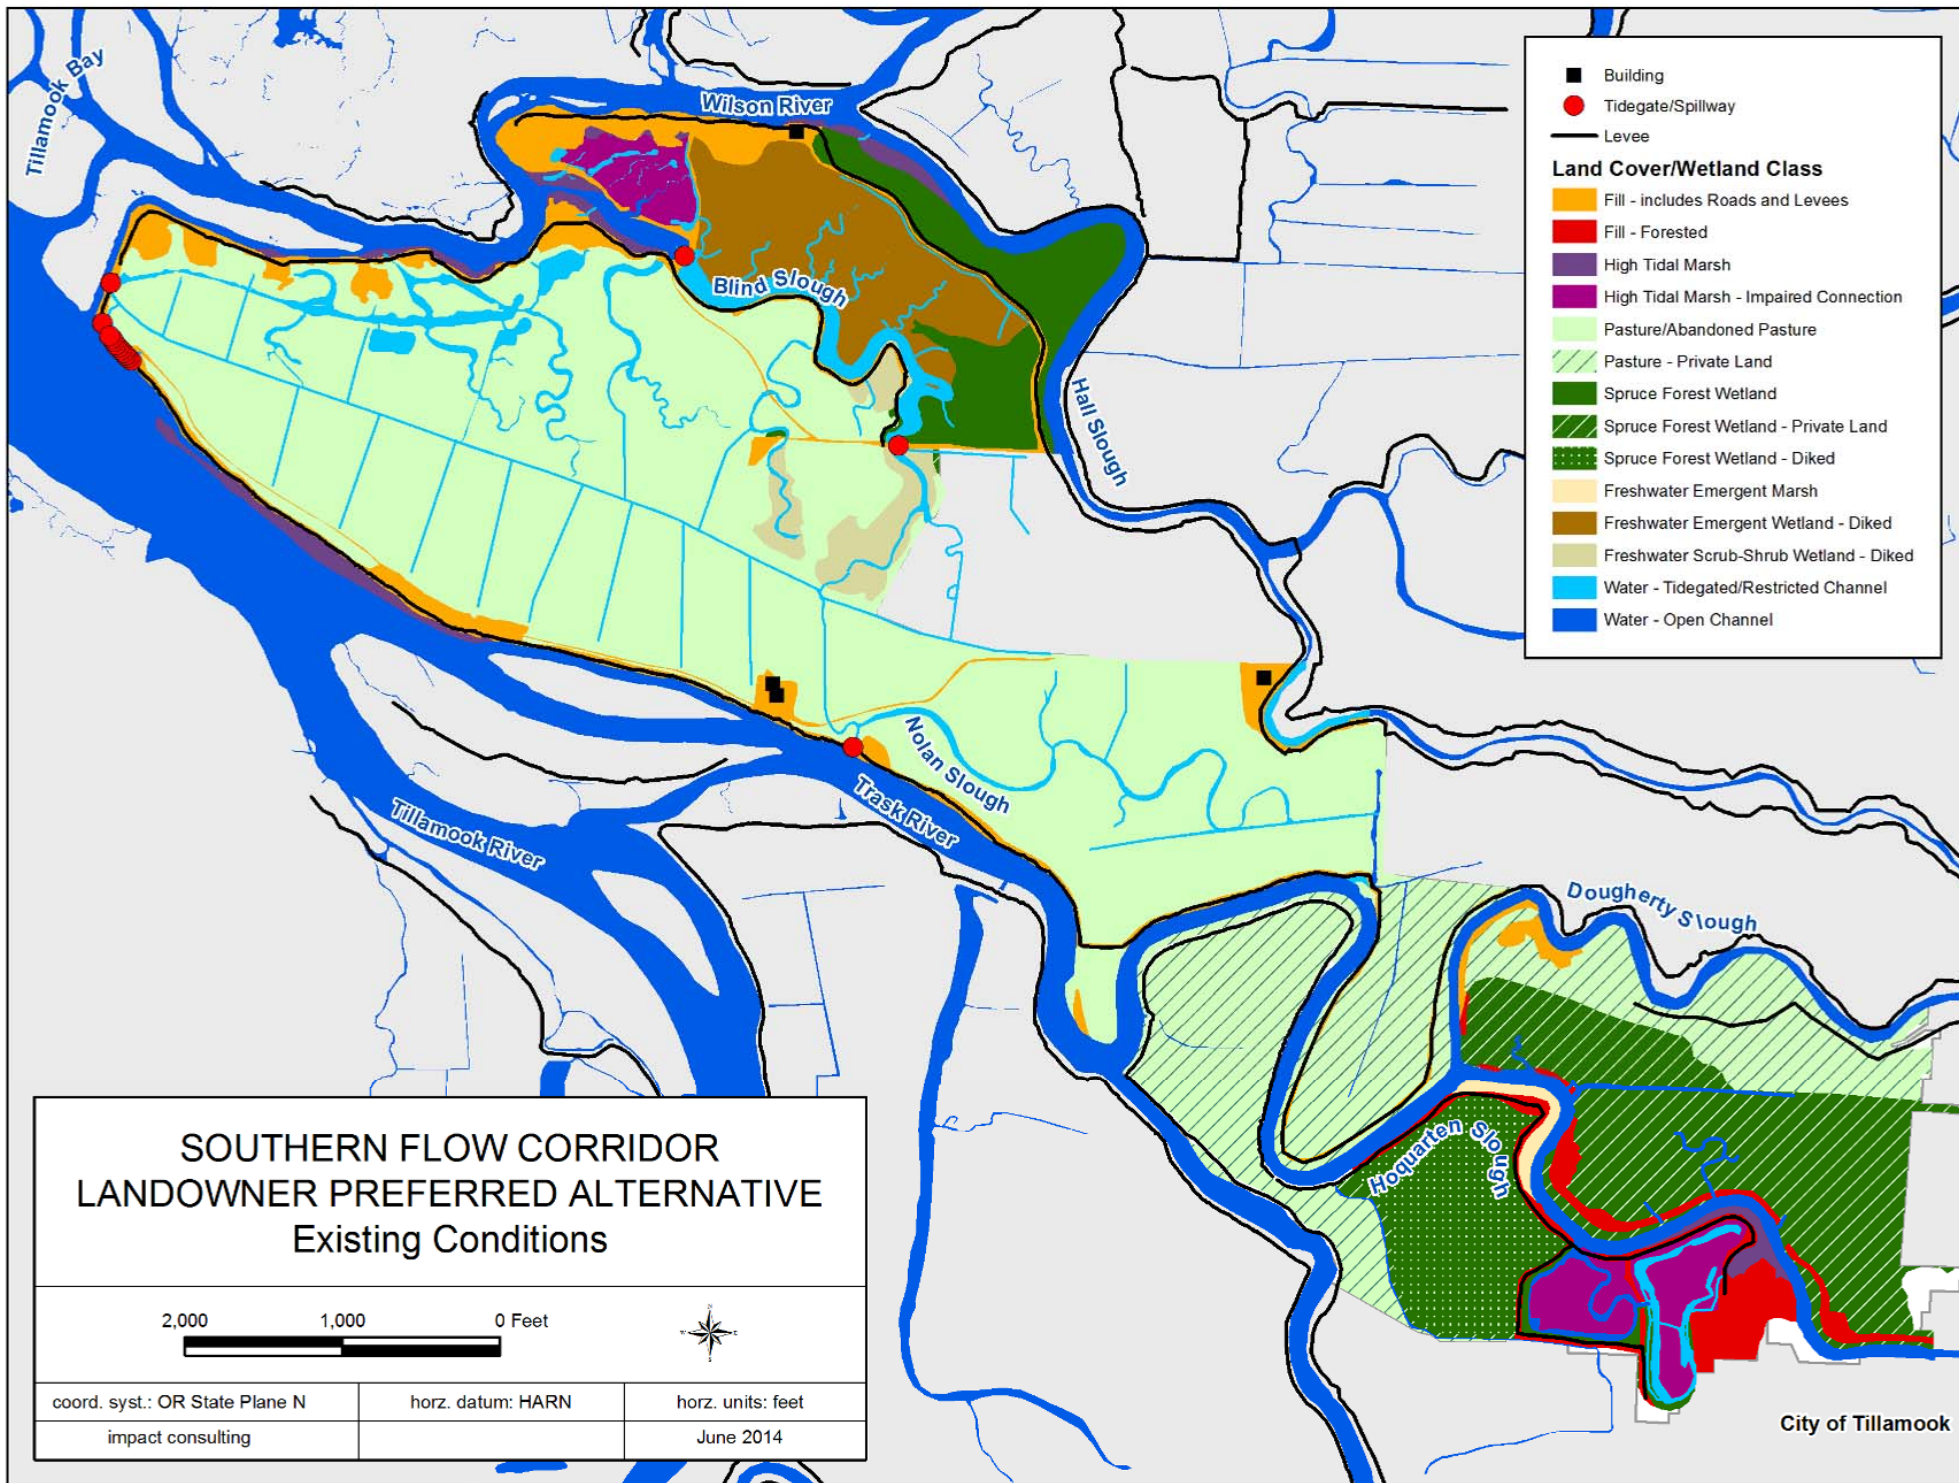 Tillamook Bay
Wilson River
Blind Slough
Hall Slough
Nolan Slough
Trask River
Tillamook River
Dougherty Slough
Hoquarten Slough
City of Tillamook
Building
Tidegate/Spillway
Levee
Land Cover/Wetland Class
Fill - includes Roads and Levees
Fill - Forested
High Tidal Marsh
High Tidal Marsh - Impaired Connection
Pasture/Abandoned Pasture
Pasture - Private Land
Spruce Forest Wetland
Spruce Forest Wetland - Private Land
Spruce Forest Wetland - Diked
Freshwater Emergent Marsh
Freshwater Emergent Wetland - Diked
Freshwater Scrub-Shrub Wetland - Diked
Water - Tidegated/Restricted Channel
Water - Open Channel
SOUTHERN FLOW CORRIDOR
LANDOWNER PREFERRED ALTERNATIVE
Existing Conditions
2,000 1,000 0 Feet
N
W E
S
coord. syst.: OR State Plane N
horz. datum: HARN
horz. units: feet
impact consulting
June 2014